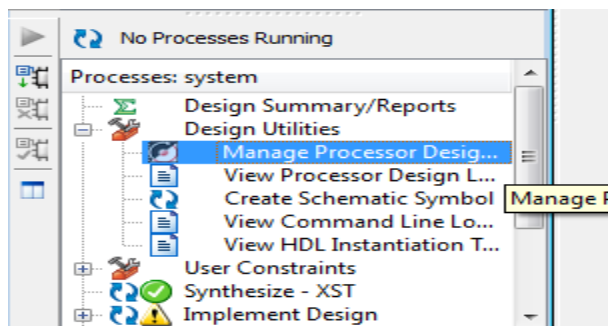 No Processes Running
Processes: system
Design Summary/Reports
Design Utilities
Manage Processor Desig...
View Processor Design L...
Create Schematic Symbol
Manage P
View Command Line Lo...
View HDL Instantiation T...
User Constraints
Synthesize - XST
Implement Design